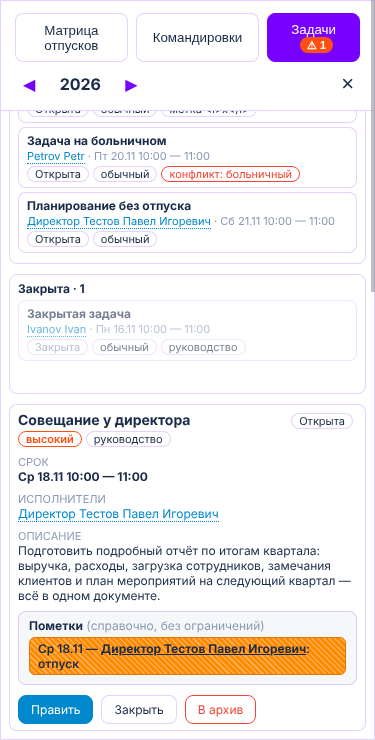 Матрица
отпусков
Командировки
Задачи
⚠ 1
◀ 2026 ▶ ×
Открыта обычный
Задача на больничном
Petrov Petr · Пт 20.11 10:00 — 11:00
Открыта обычный конфликт: больничный
Планирование без отпуска
Директор Тестов Павел Игоревич · Сб 21.11 10:00 — 11:00
Открыта обычный
Закрыта · 1
Закрытая задача
Ivanov Ivan · Пн 16.11 10:00 — 11:00
Закрыта обычный руководство
Совещание у директора Открыта
высокий руководство
СРОК
Ср 18.11 10:00 — 11:00
ИСПОЛНИТЕЛИ
Директор Тестов Павел Игоревич
ОПИСАНИЕ
Подготовить подробный отчёт по итогам квартала:
выручка, расходы, загрузка сотрудников, замечания
клиентов и план мероприятий на следующий квартал —
всё в одном документе.
Пометки (справочно, без ограничений)
Ср 18.11 — Директор Тестов Павел Игоревич:
отпуск
Править Закрыть В архив